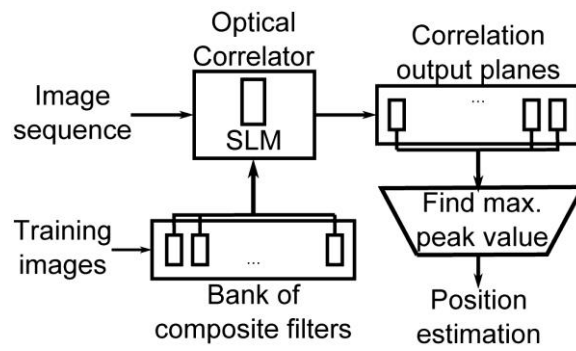 Optical
Correlator
Correlation
output planes
Image
sequence
SLM
...
Find max.
peak value
Training
images
...
Bank of
composite filters
Position
estimation